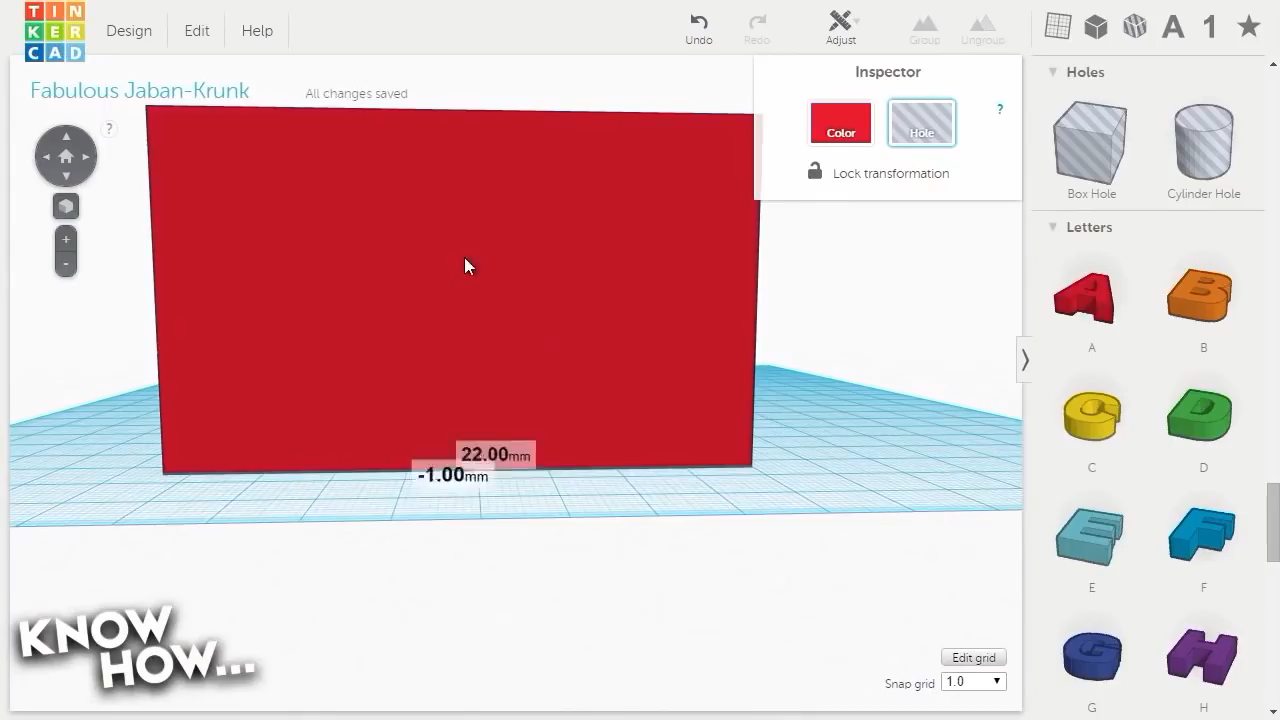 TIN
KER
CAD
Design
Edit
Help
Undo
Redo
Adjust
Group
Ungroup
A
1
Fabulous Jaban-Krunk
All changes saved
?
Inspector
Color
Hole
?
Lock transformation
Holes
Box Hole
Cylinder Hole
Letters
A
B
A
B
C
D
C
D
E
F
E
F
G
H
G
H
+
-
22.00mm
-1.00mm
Edit grid
Snap grid
1.0
KNOW
HOW...